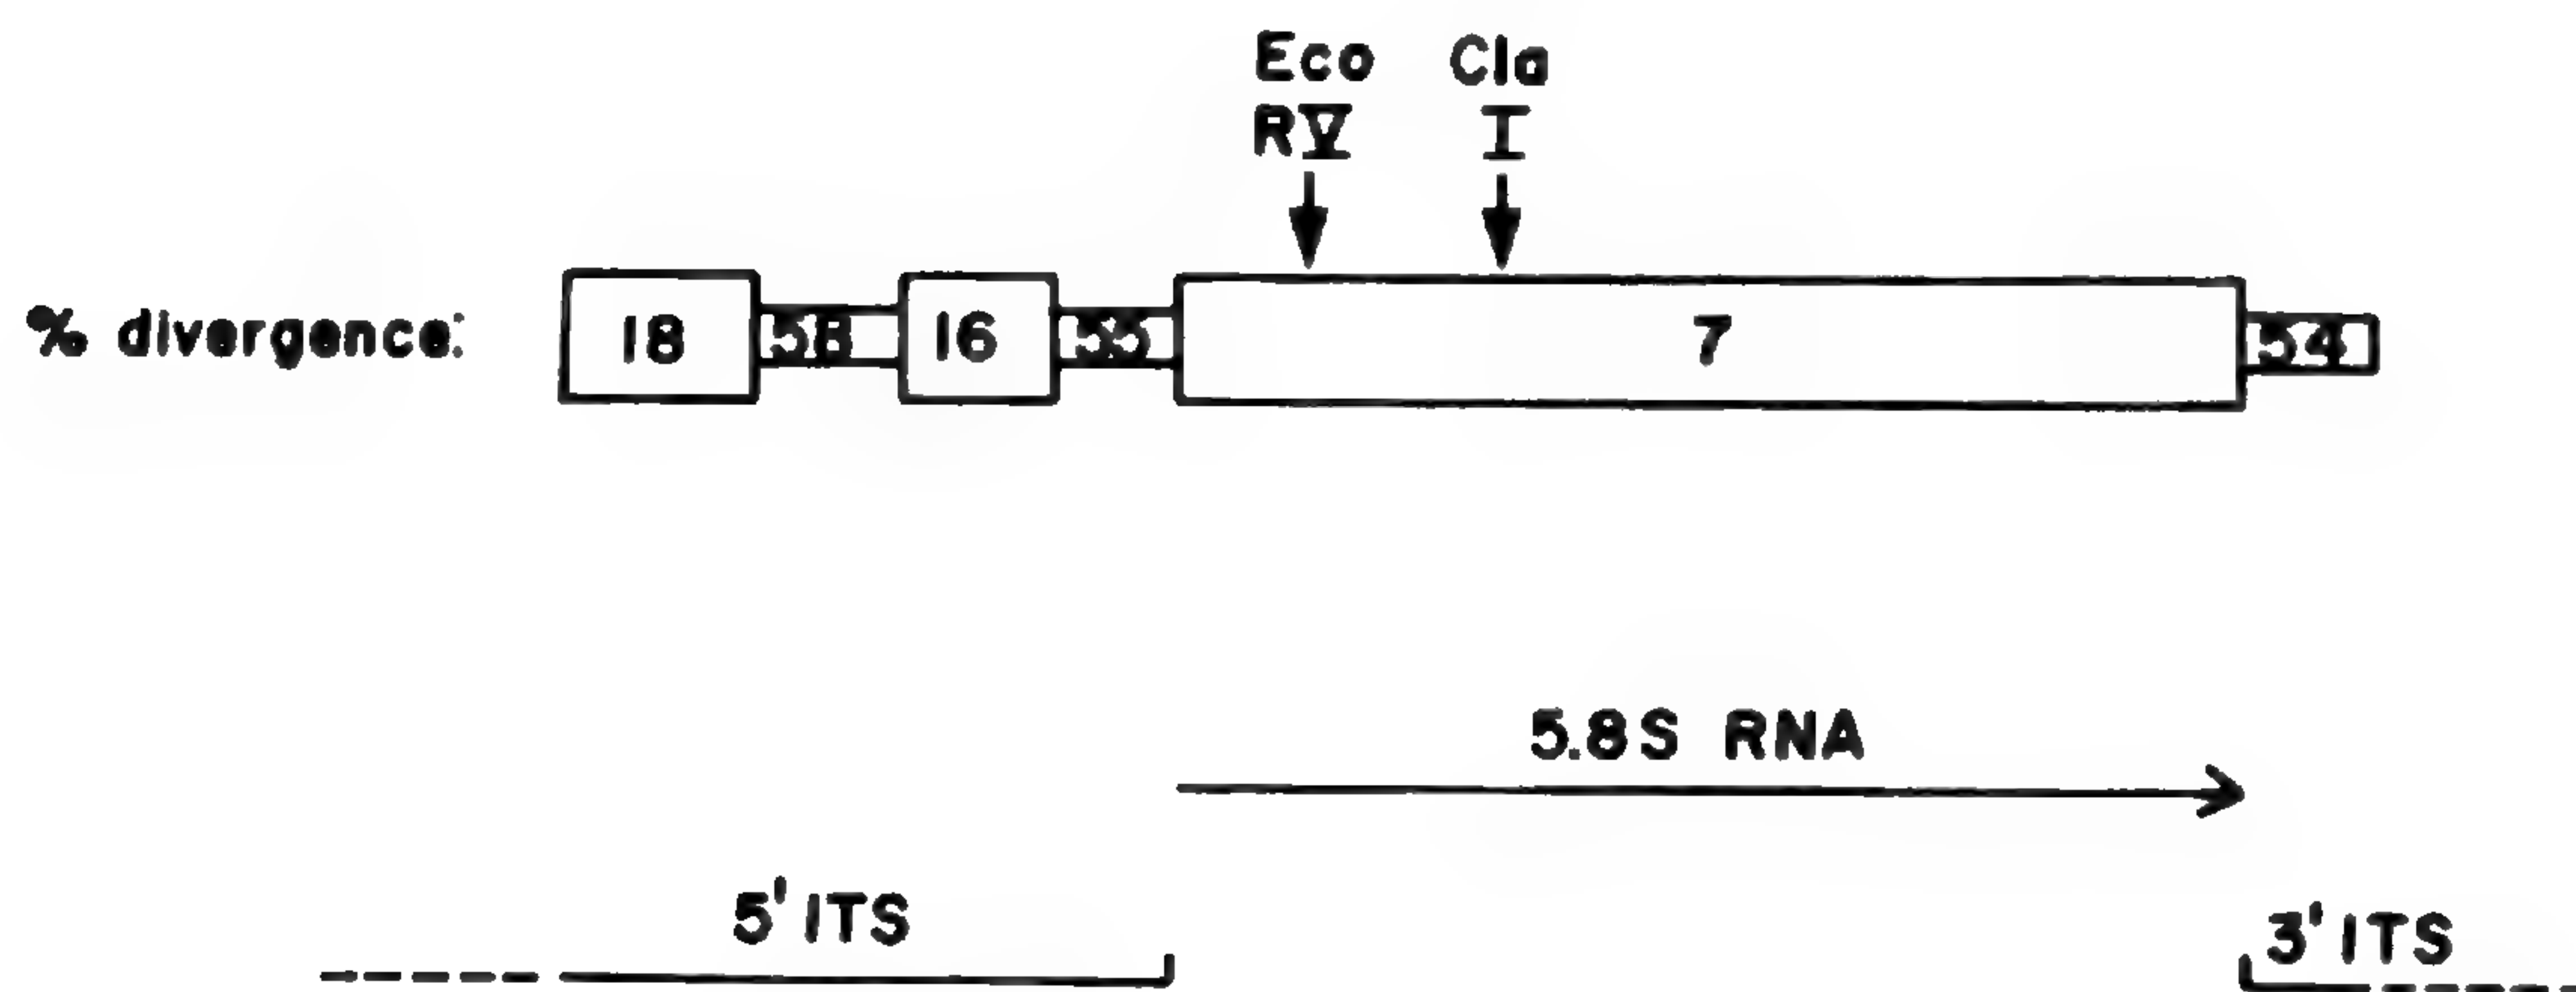 Eco Cla
RV I
% divergence: 18 58 16 55 7 54
5.8S RNA
5' ITS
3' ITS